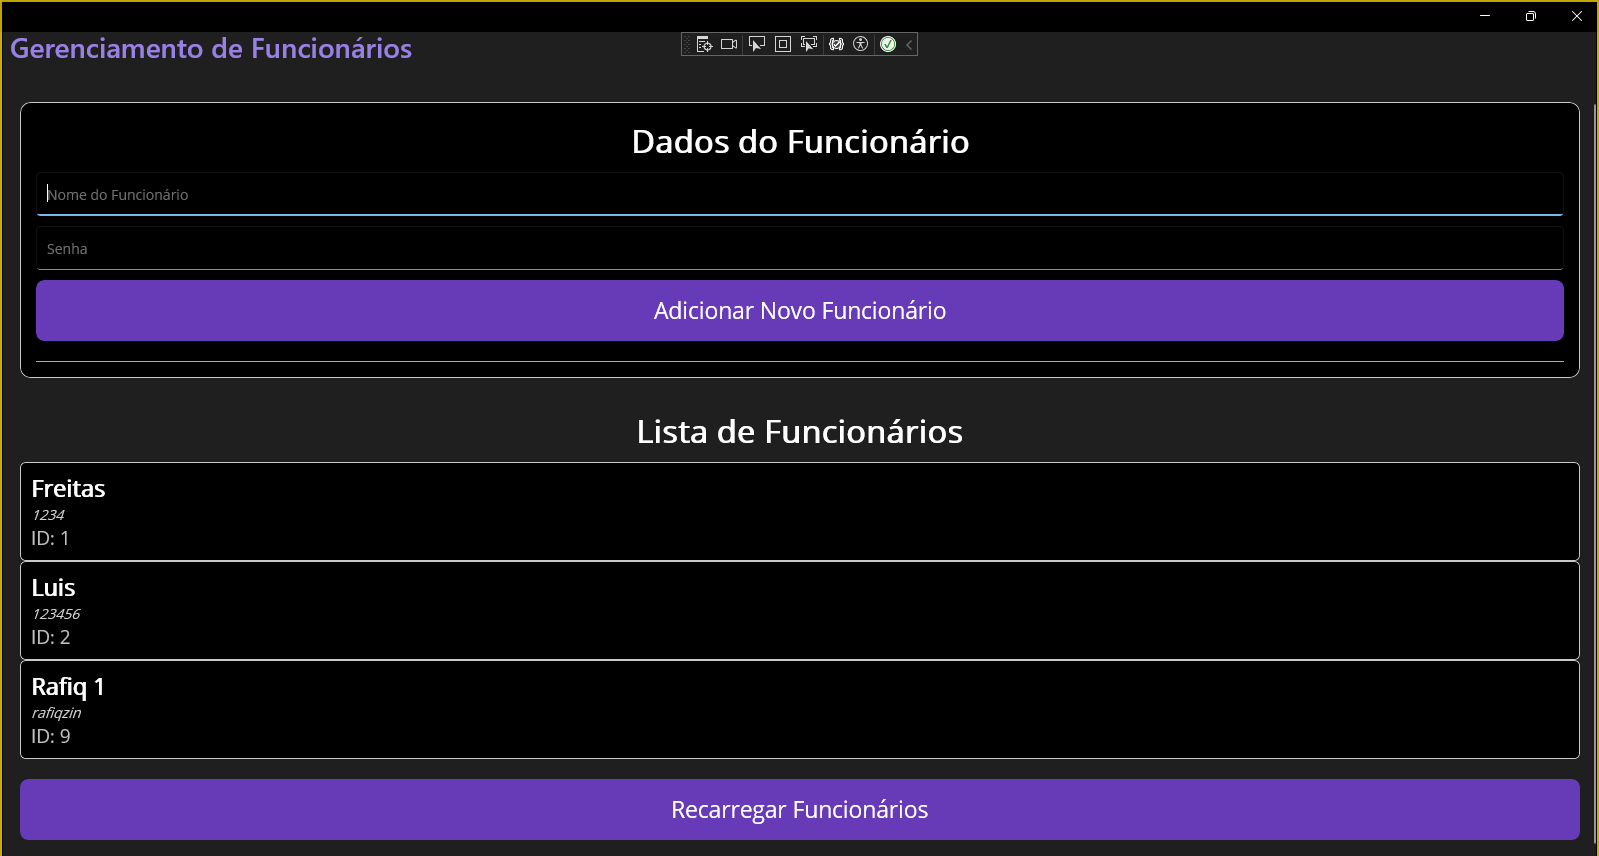 Gerenciamento de Funcionários
Dados do Funcionário
Nome do Funcionário
Senha
Adicionar Novo Funcionário
Lista de Funcionários
Freitas
1234
ID: 1
Luis
123456
ID: 2
Rafiq 1
rafiqzin
ID: 9
Recarregar Funcionários